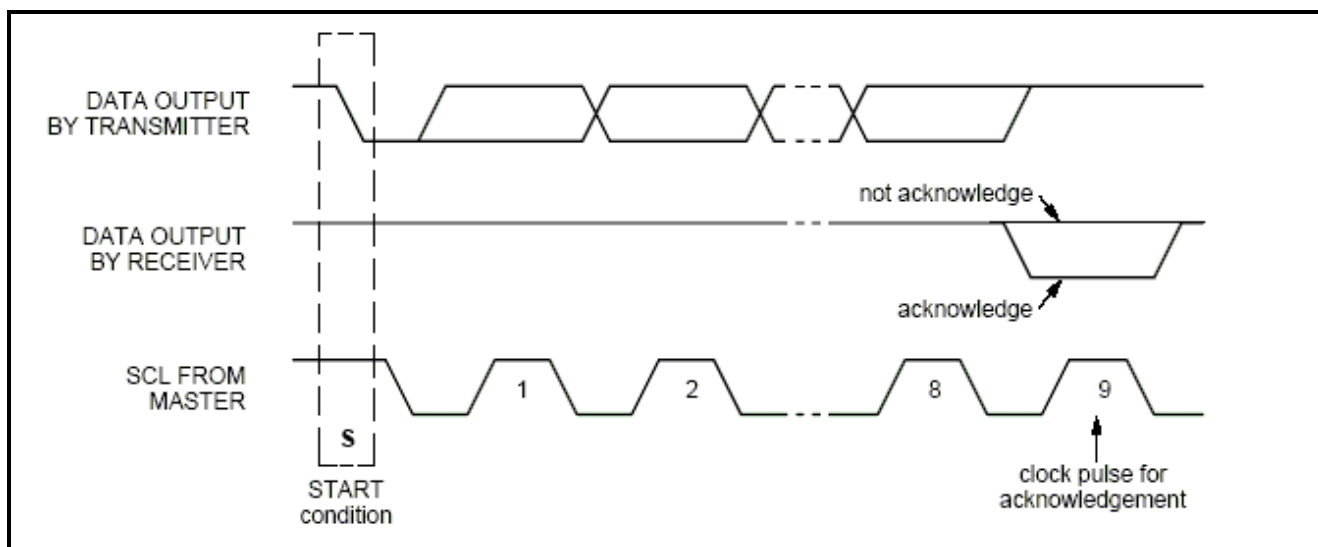 DATA OUTPUT
BY TRANSMITTER
not acknowledge
DATA OUTPUT
BY RECEIVER
acknowledge
SCL FROM
MASTER
1
2
8
9
S
START
condition
clock pulse for
acknowledgement